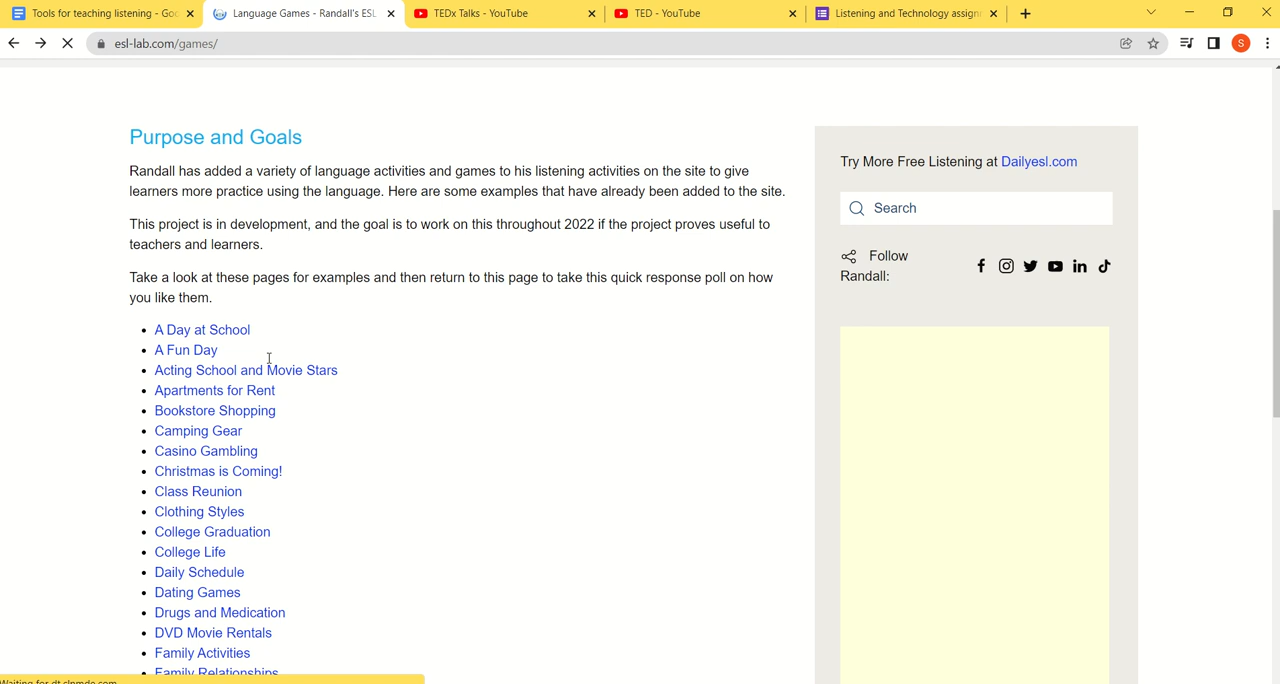 Tools for teaching listening - Goo
Language Games - Randall's ESL
TEDx Talks - YouTube
TED - YouTube
Listening and Technology assignm
esl-lab.com/games/
S
Purpose and Goals
Randall has added a variety of language activities and games to his listening activities on the site to give
learners more practice using the language. Here are some examples that have already been added to the site.
This project is in development, and the goal is to work on this throughout 2022 if the project proves useful to
teachers and learners.
Take a look at these pages for examples and then return to this page to take this quick response poll on how
you like them.
A Day at School
A Fun Day
Acting School and Movie Stars
Apartments for Rent
Bookstore Shopping
Camping Gear
Casino Gambling
Christmas is Coming!
Class Reunion
Clothing Styles
College Graduation
College Life
Daily Schedule
Dating Games
Drugs and Medication
DVD Movie Rentals
Family Activities
Family Relationships
Try More Free Listening at Dailyesl.com
Search
Follow
Randall:
Waiting for